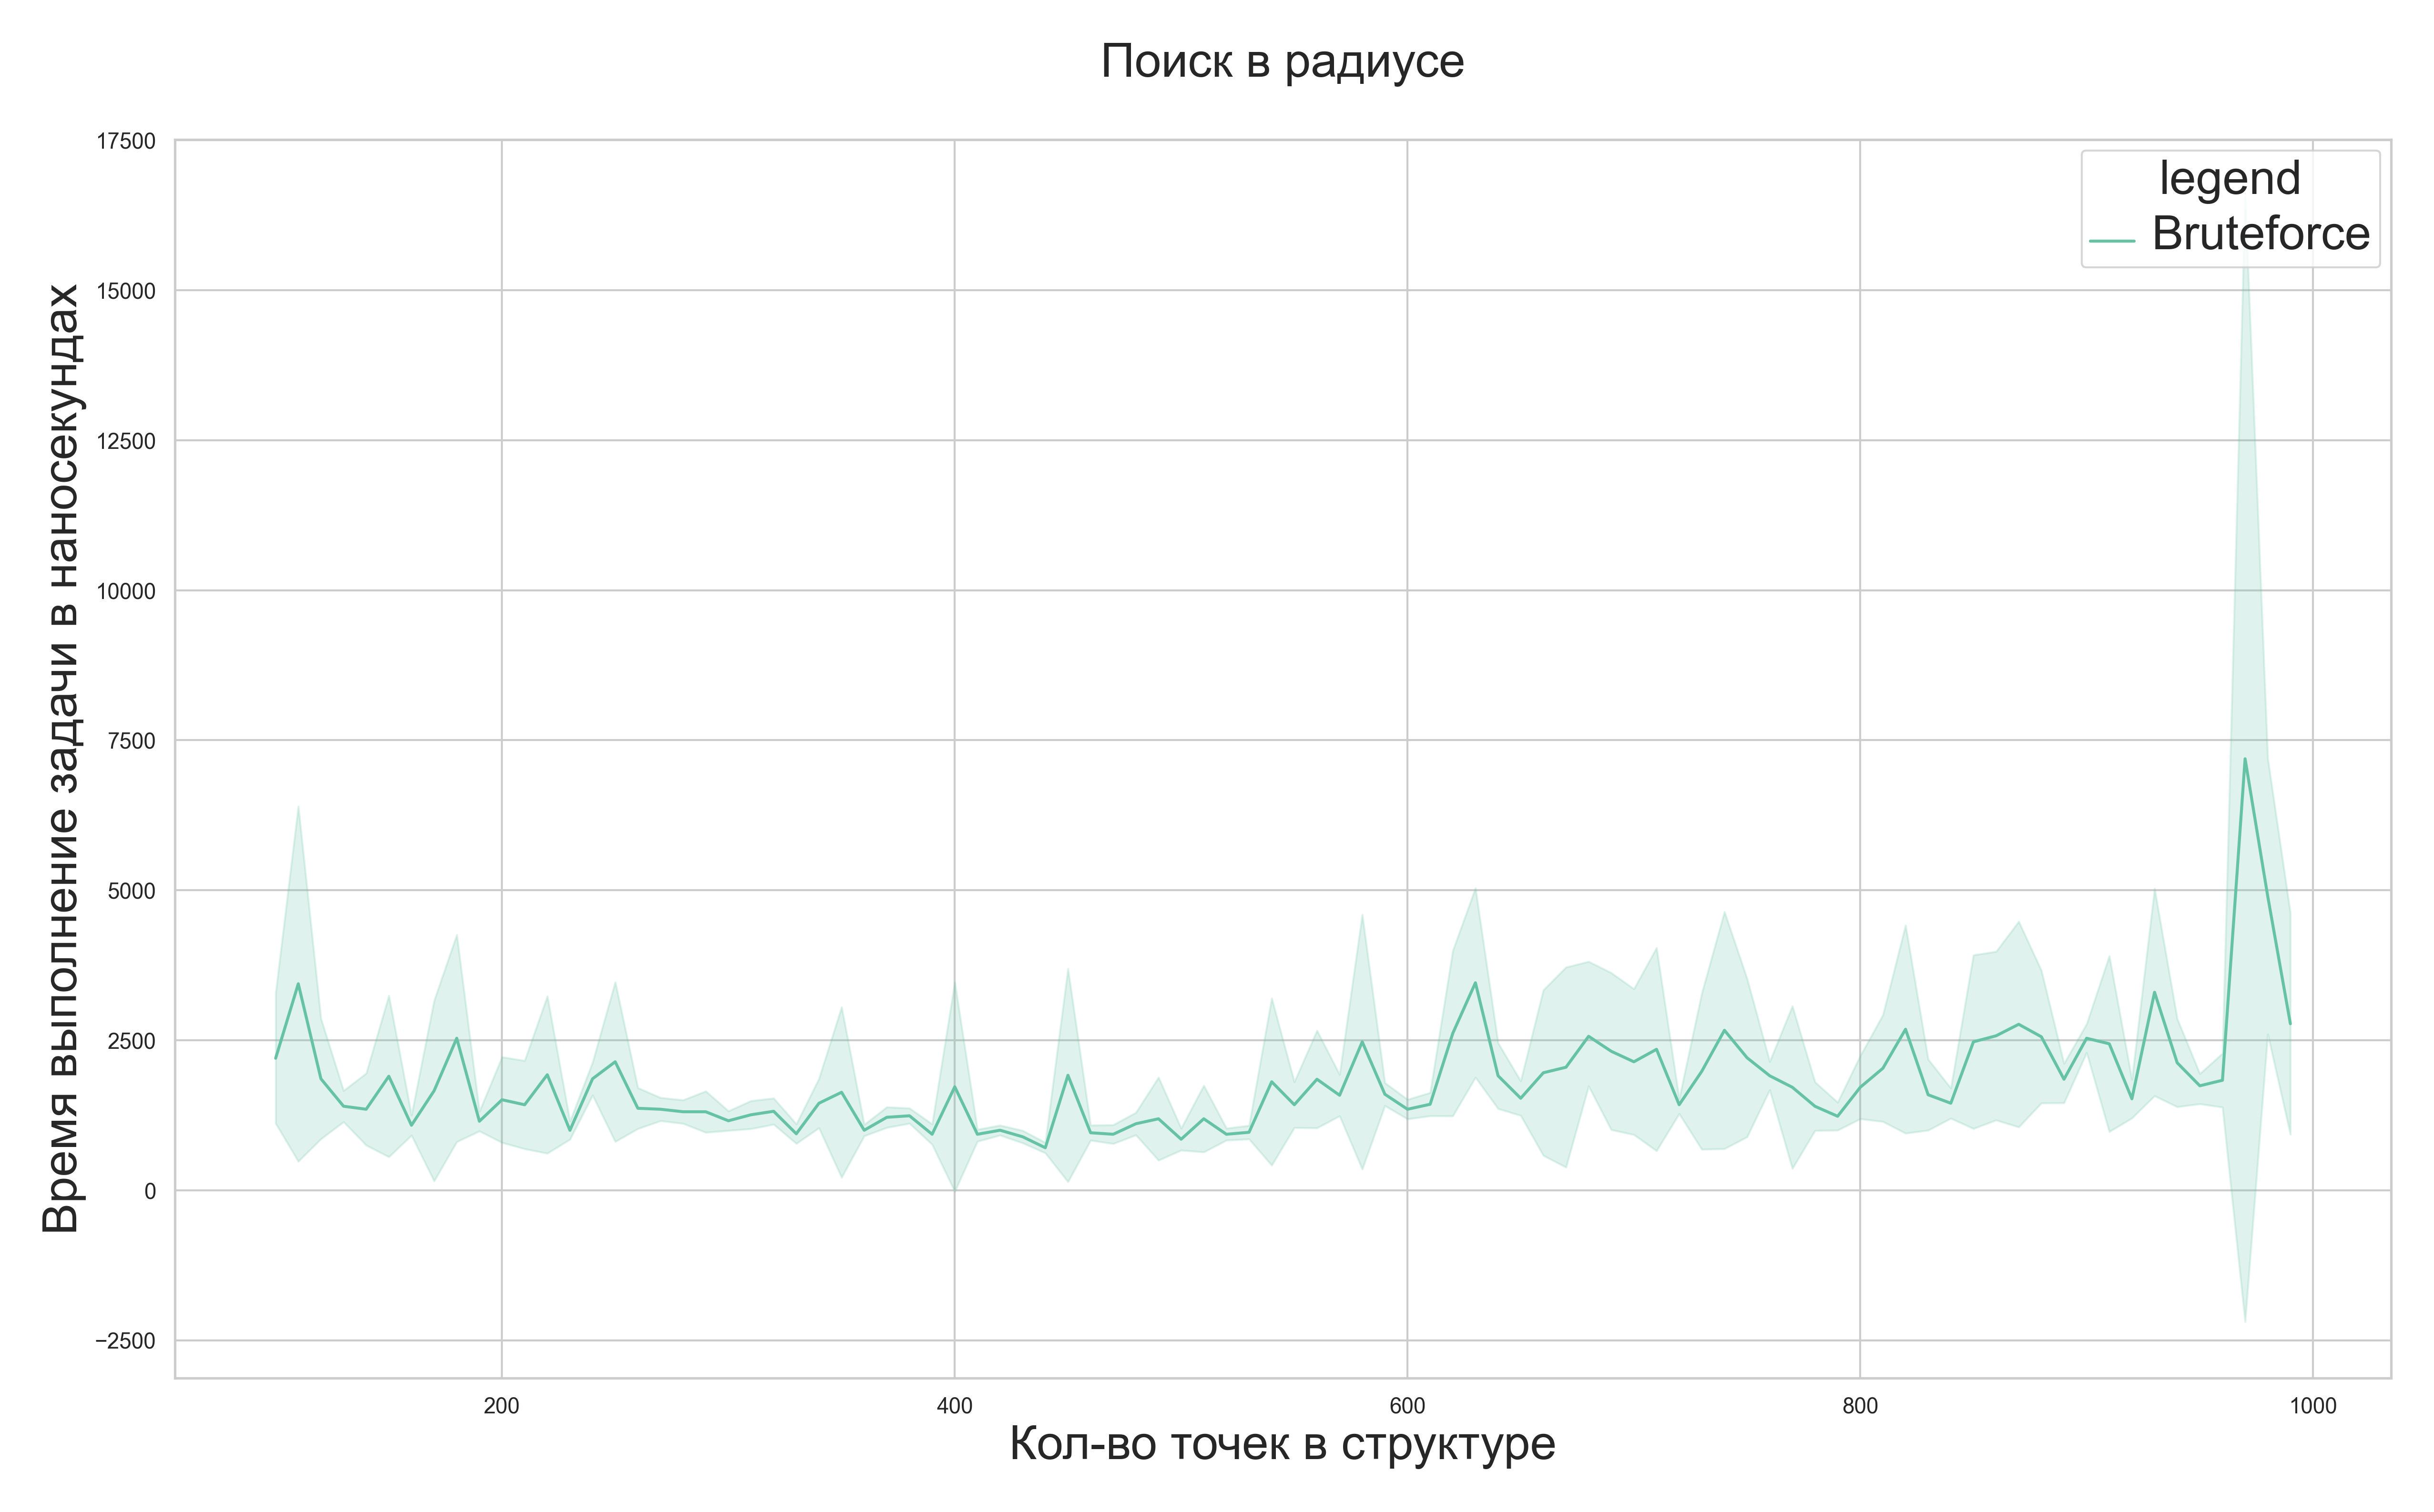 Поиск в радиусе
legend
Bruteforce
Время выполнение задачи в наносекундах
17500
15000
12500
10000
7500
5000
2500
0
−2500
200
400
600
800
1000
Кол-во точек в структуре